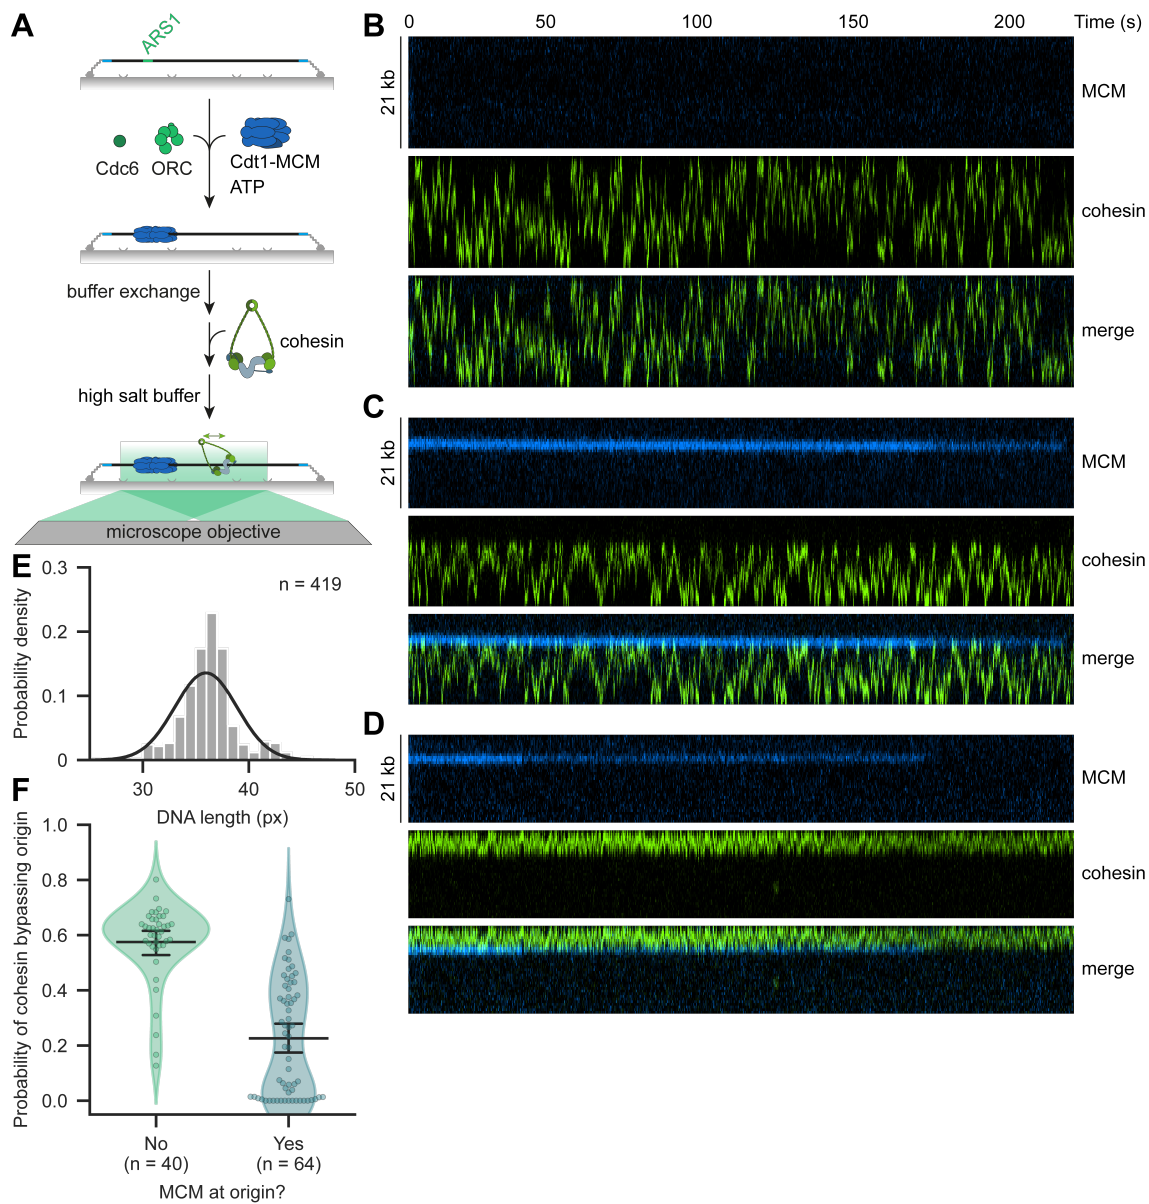 A
ARS1
Cdc6
ORC
Cdt1-MCM
ATP
buffer exchange
cohesin
high salt buffer
microscope objective
B
0 50 100 150 200 Time (s)
21 kb
MCM
cohesin
merge
C
21 kb
MCM
cohesin
merge
D
21 kb
MCM
cohesin
merge
E
Probability density
0.3
0.2
0.1
0
n = 419
30 40 50
DNA length (px)
F
Probability of cohesin bypassing origin
1.0
0.8
0.6
0.4
0.2
0.0
No Yes
(n = 40) (n = 64)
MCM at origin?